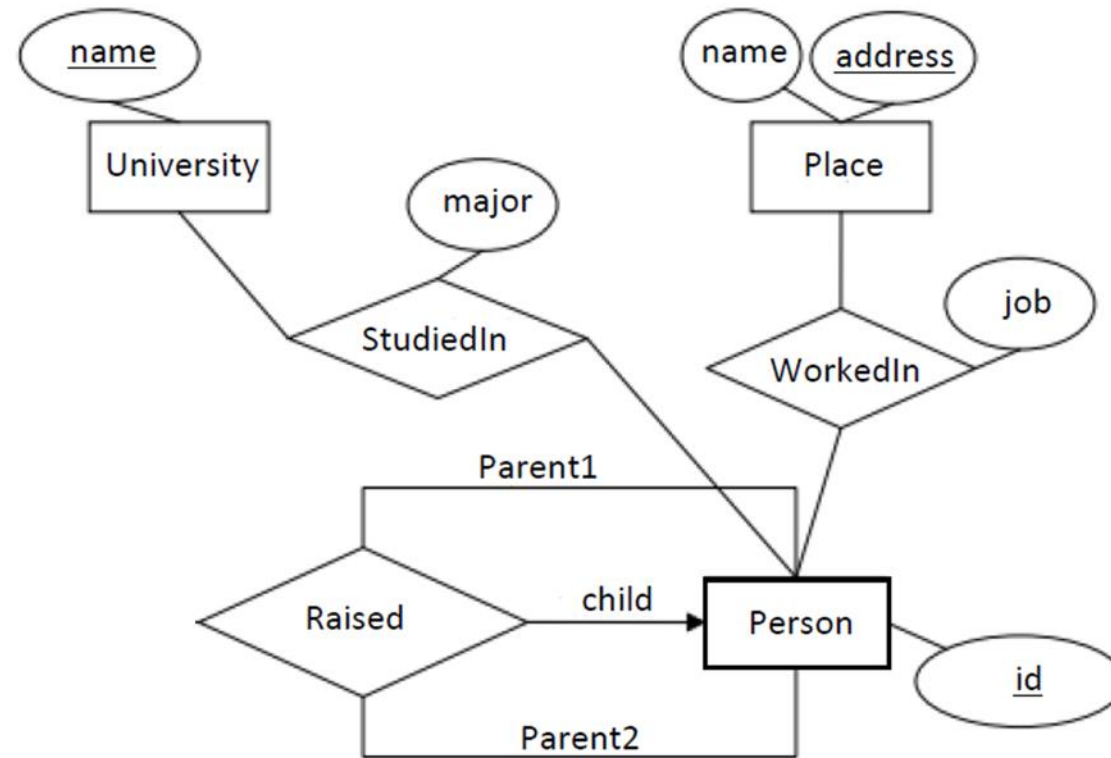 name
name
address
University
Place
major
job
StudiedIn
WorkedIn
Parent1
child
Raised
Person
id
Parent2